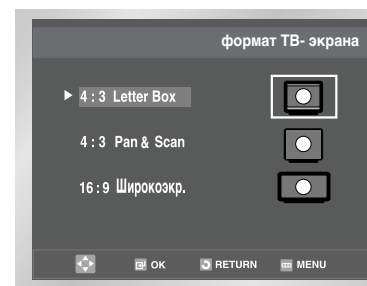 формат ТВ- экрана
4 : 3 Letter Box
4 : 3 Pan & Scan
16 : 9 Широкоэкр.
OK RETURN MENU